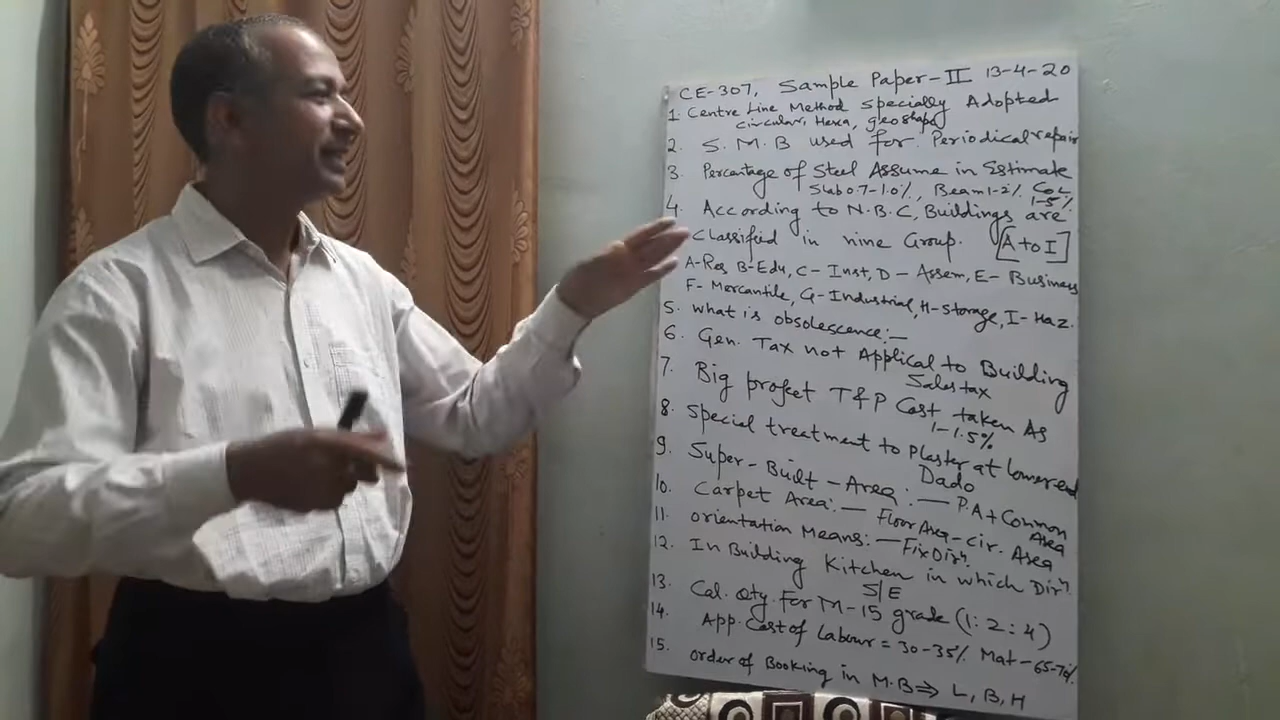 CE-307, Sample Paper-II 13-4-20
1. Centre Line Method Specially Adopted
circular, Hexa, geoshape
2. S.M.B used for Periodical repair
3. Percentage of Steel Assume in Estimate
Slab 0.7-1.0%, Beam 1-2% Col
1-5%
4. According to N.B.C, Buildings are
classified in nine Group. [A to I]
A-Res B-Edu, C-Inst, D-Assem, E-Business
F-Mercantile, G-Industrial, H-Storage, I-Haz.
5. what is obsolescence:-
6. Gen. Tax not Applical to Building
Sales tax
7. Big project T&P Cost taken As
1-1.5%
8. Special treatment to Plaster at lower end
Dado
9. Super-Built-Area:- P.A+Common
Area
10. Carpet Area:- Floor Area-Cir. Area
11. orientation Means:- Fix Dirⁿ
12. In Building Kitchen in which Dirⁿ
S/E
13. Cal. Qty. For M-15 grade (1:2:4)
14. App. Cost of Labour = 30-35% Mat-65-70%
15. order of Booking in M.B⇒ L, B, H